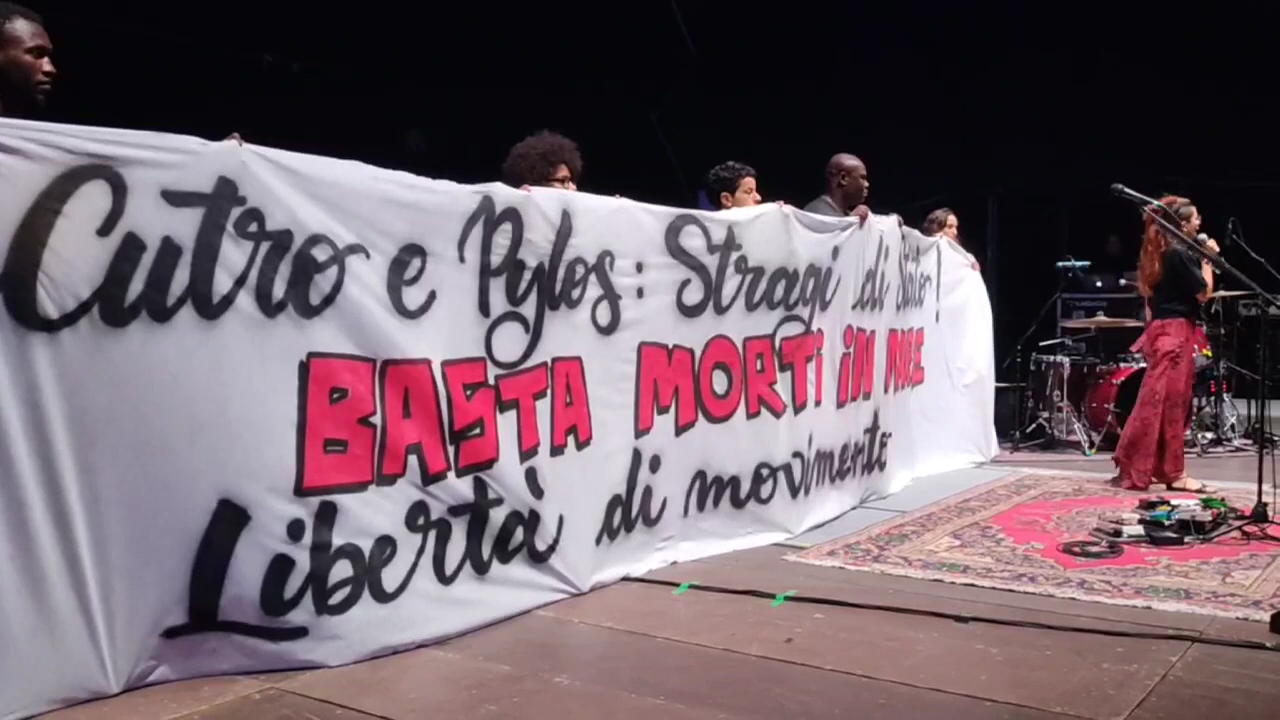 Cutro e Pylos: Stragi di Stato!
BASTA MORTI iN MARE
Libertà di movimento